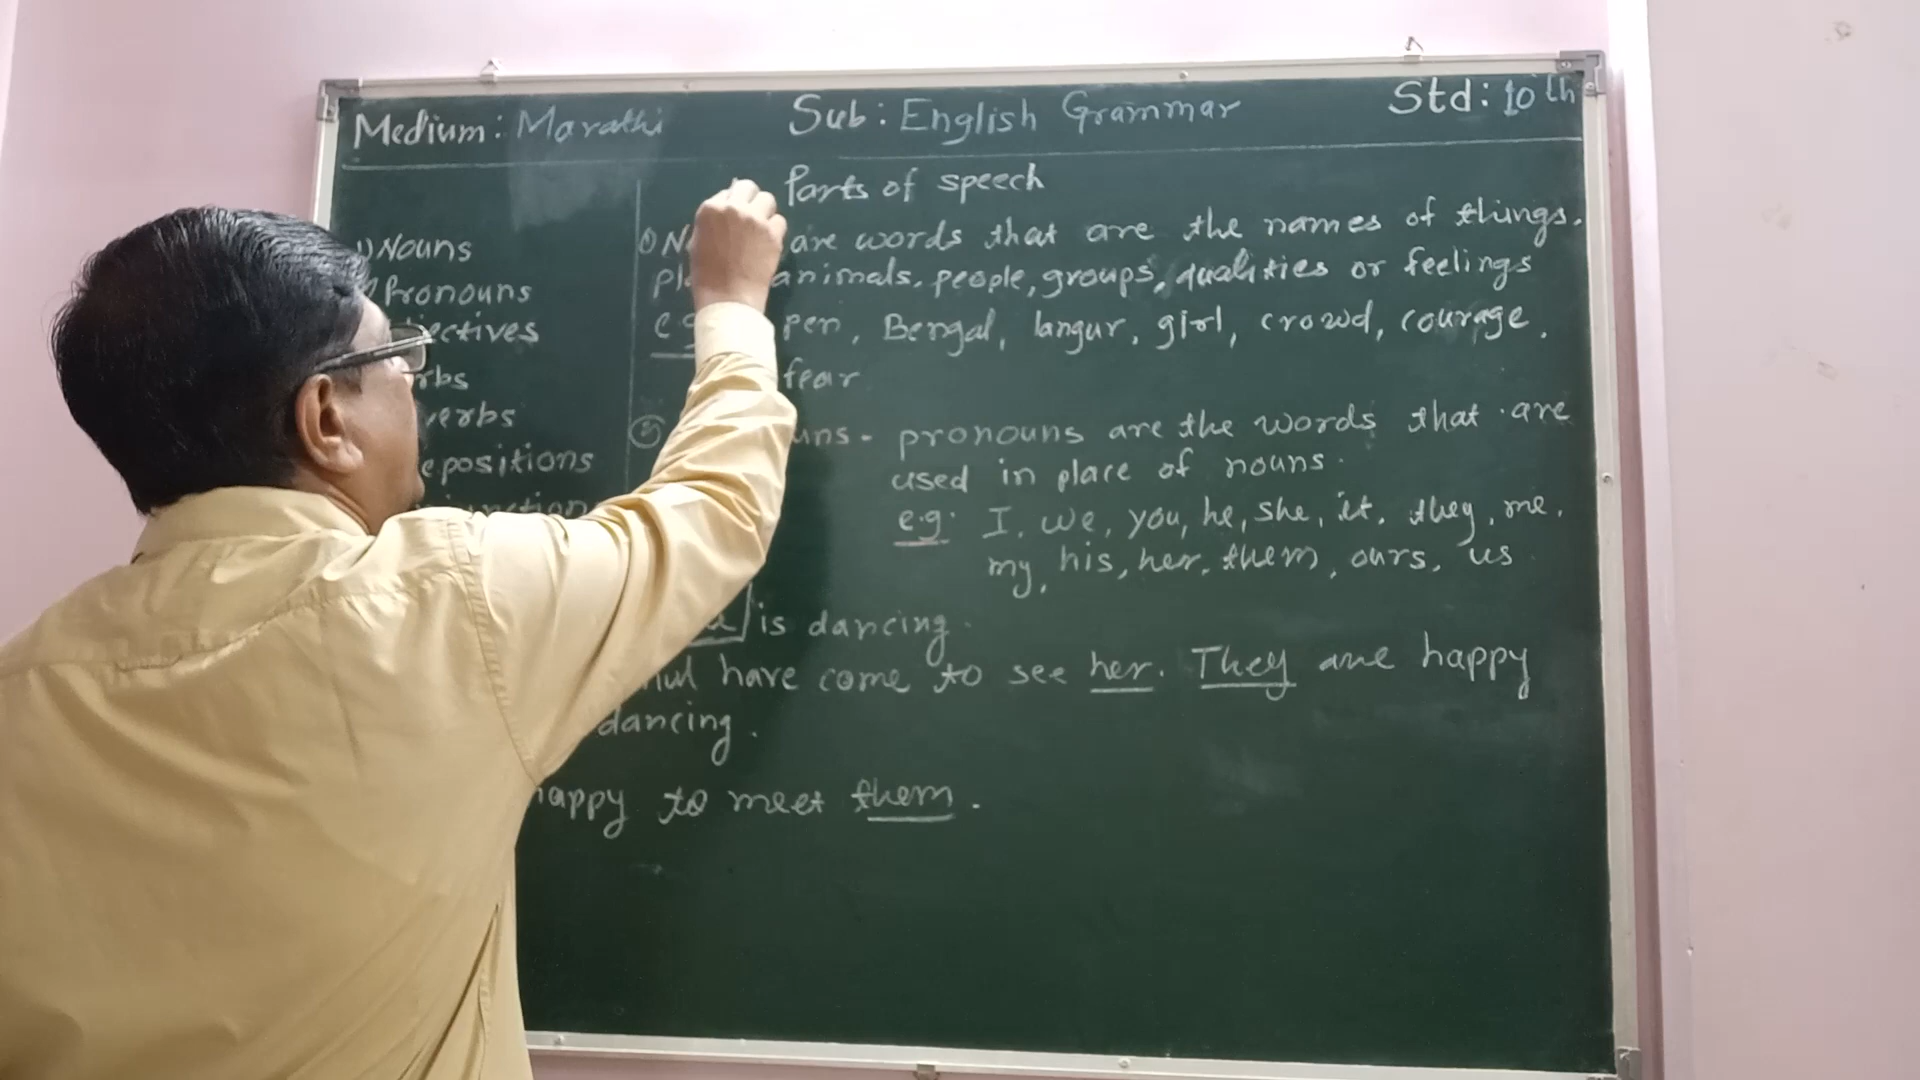 Medium: Marathi Sub: English Grammar Std: 10th
Parts of speech
1) Nouns
Pronouns
ectives
rbs
verbs
epositions
nction
are words that are the names of things,
animals, people, groups, qualities or feelings
pen, Bengal, langur, girl, crowd, courage,
fear
uns - pronouns are the words that are
used in place of nouns.
e.g. I, we, you, he, she, it, they, me,
my, his, her, them, ours, us
is dancing.
have come to see her. They are happy
dancing.
happy to meet them.